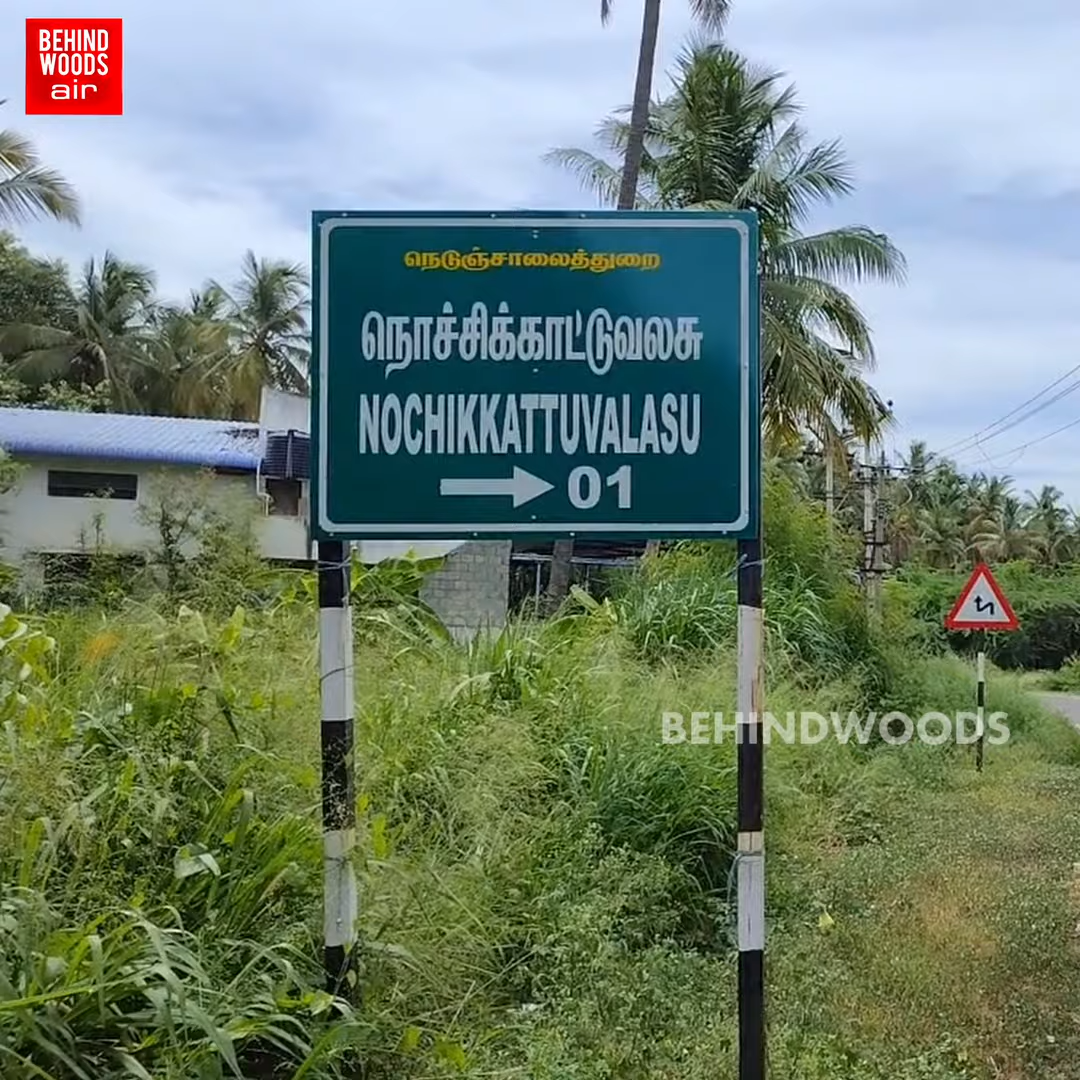 BEHIND
WOODS
air
நெடுஞ்சாலைத்துறை
நொச்சிக்காட்டுவலசு
NOCHIKKATTUVALASU
01
BEHINDWOODS